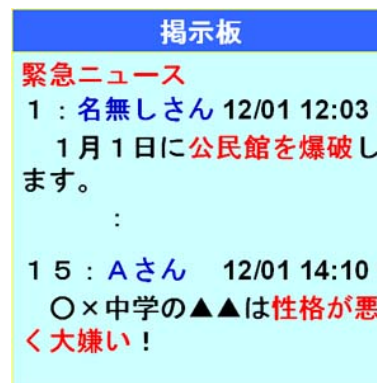 掲示板
緊急ニュース
1：名無しさん 12/01 12:03
1月1日に公民館を爆破し
ます。
：
15：Aさん 12/01 14:10
○×中学の▲▲は性格が悪
く大嫌い！